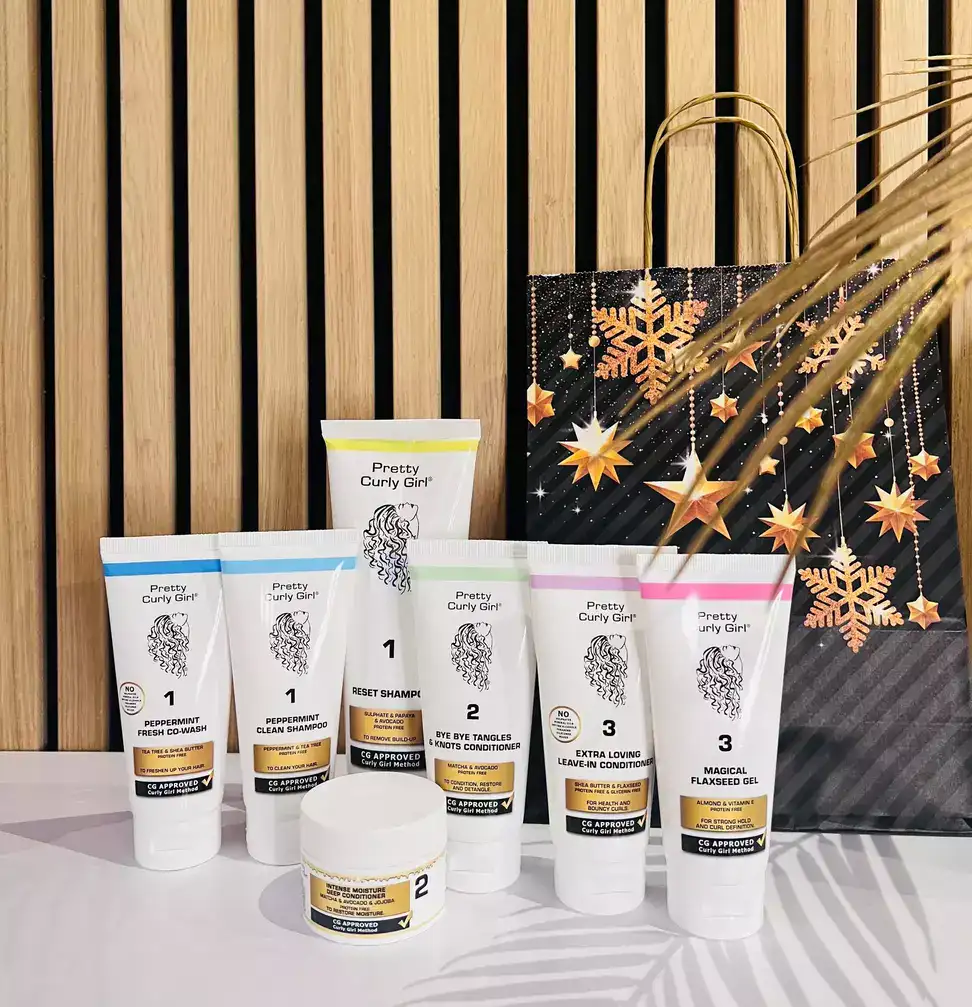 Pretty
Curly Girl®
1
RESET SHAMPO
SULPHATE & PAPAYA
& AVOCADO
PROTEIN FREE
TO REMOVE BUILD-UP
CG APPROVED
Curly Girl Method
Pretty
Curly Girl®
1
PEPPERMINT
FRESH CO-WASH
TEA TREE & SHEA BUTTER
PROTEIN FREE
TO FRESHEN UP YOUR HAIR.
CG APPROVED
Curly Girl Method
NO
Pretty
Curly Girl®
1
PEPPERMINT
CLEAN SHAMPOO
PEPPERMINT & TEA TREE
PROTEIN FREE
TO CLEAN YOUR HAIR.
CG APPROVED
Curly Girl Method
Pretty
Curly Girl®
2
BYE BYE TANGLES
& KNOTS CONDITIONER
MATCHA & AVOCADO
PROTEIN FREE
TO CONDITION, RESTORE
AND DETANGLE.
CG APPROVED
Curly Girl Method
Pretty
Curly Girl®
NO
3
EXTRA LOVING
LEAVE-IN CONDITIONER
SHEA BUTTER & FLAXSEED
PROTEIN FREE & GLYCERIN FREE
FOR HEALTH AND
BOUNCY CURLS.
CG APPROVED
Curly Girl Method
Pretty
Curly Girl®
3
MAGICAL
FLAXSEED GEL
ALMOND & VITAMIN E
PROTEIN FREE
FOR STRONG HOLD
AND CURL DEFINITION.
CG APPROVED
Curly Girl Method
INTENSE MOISTURE
DEEP CONDITIONER
MATCHA & AVOCADO & JOJOBA
PROTEIN FREE
TO RESTORE MOISTURE.
CG APPROVED
Curly Girl Method
2